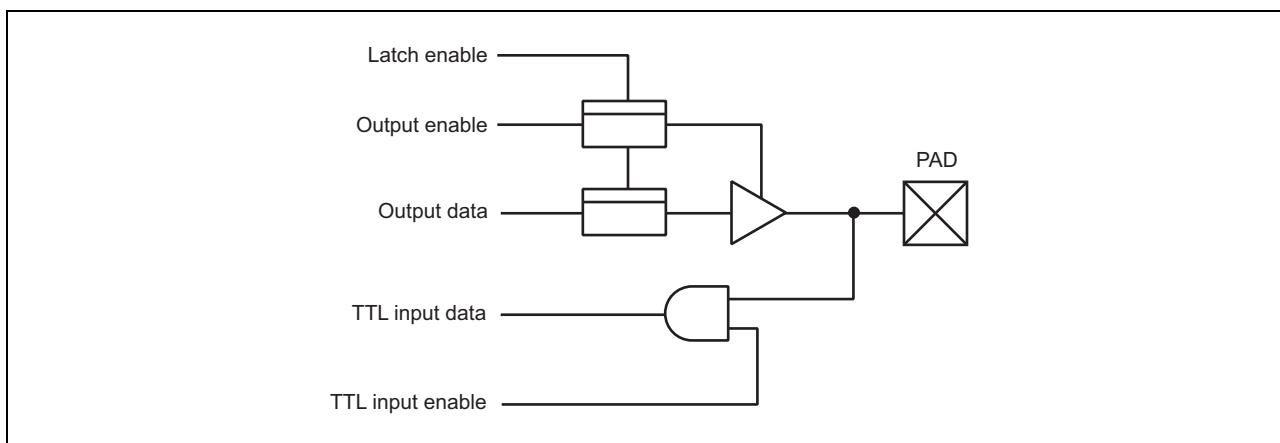 Latch enable
Output enable
PAD
Output data
TTL input data
TTL input enable